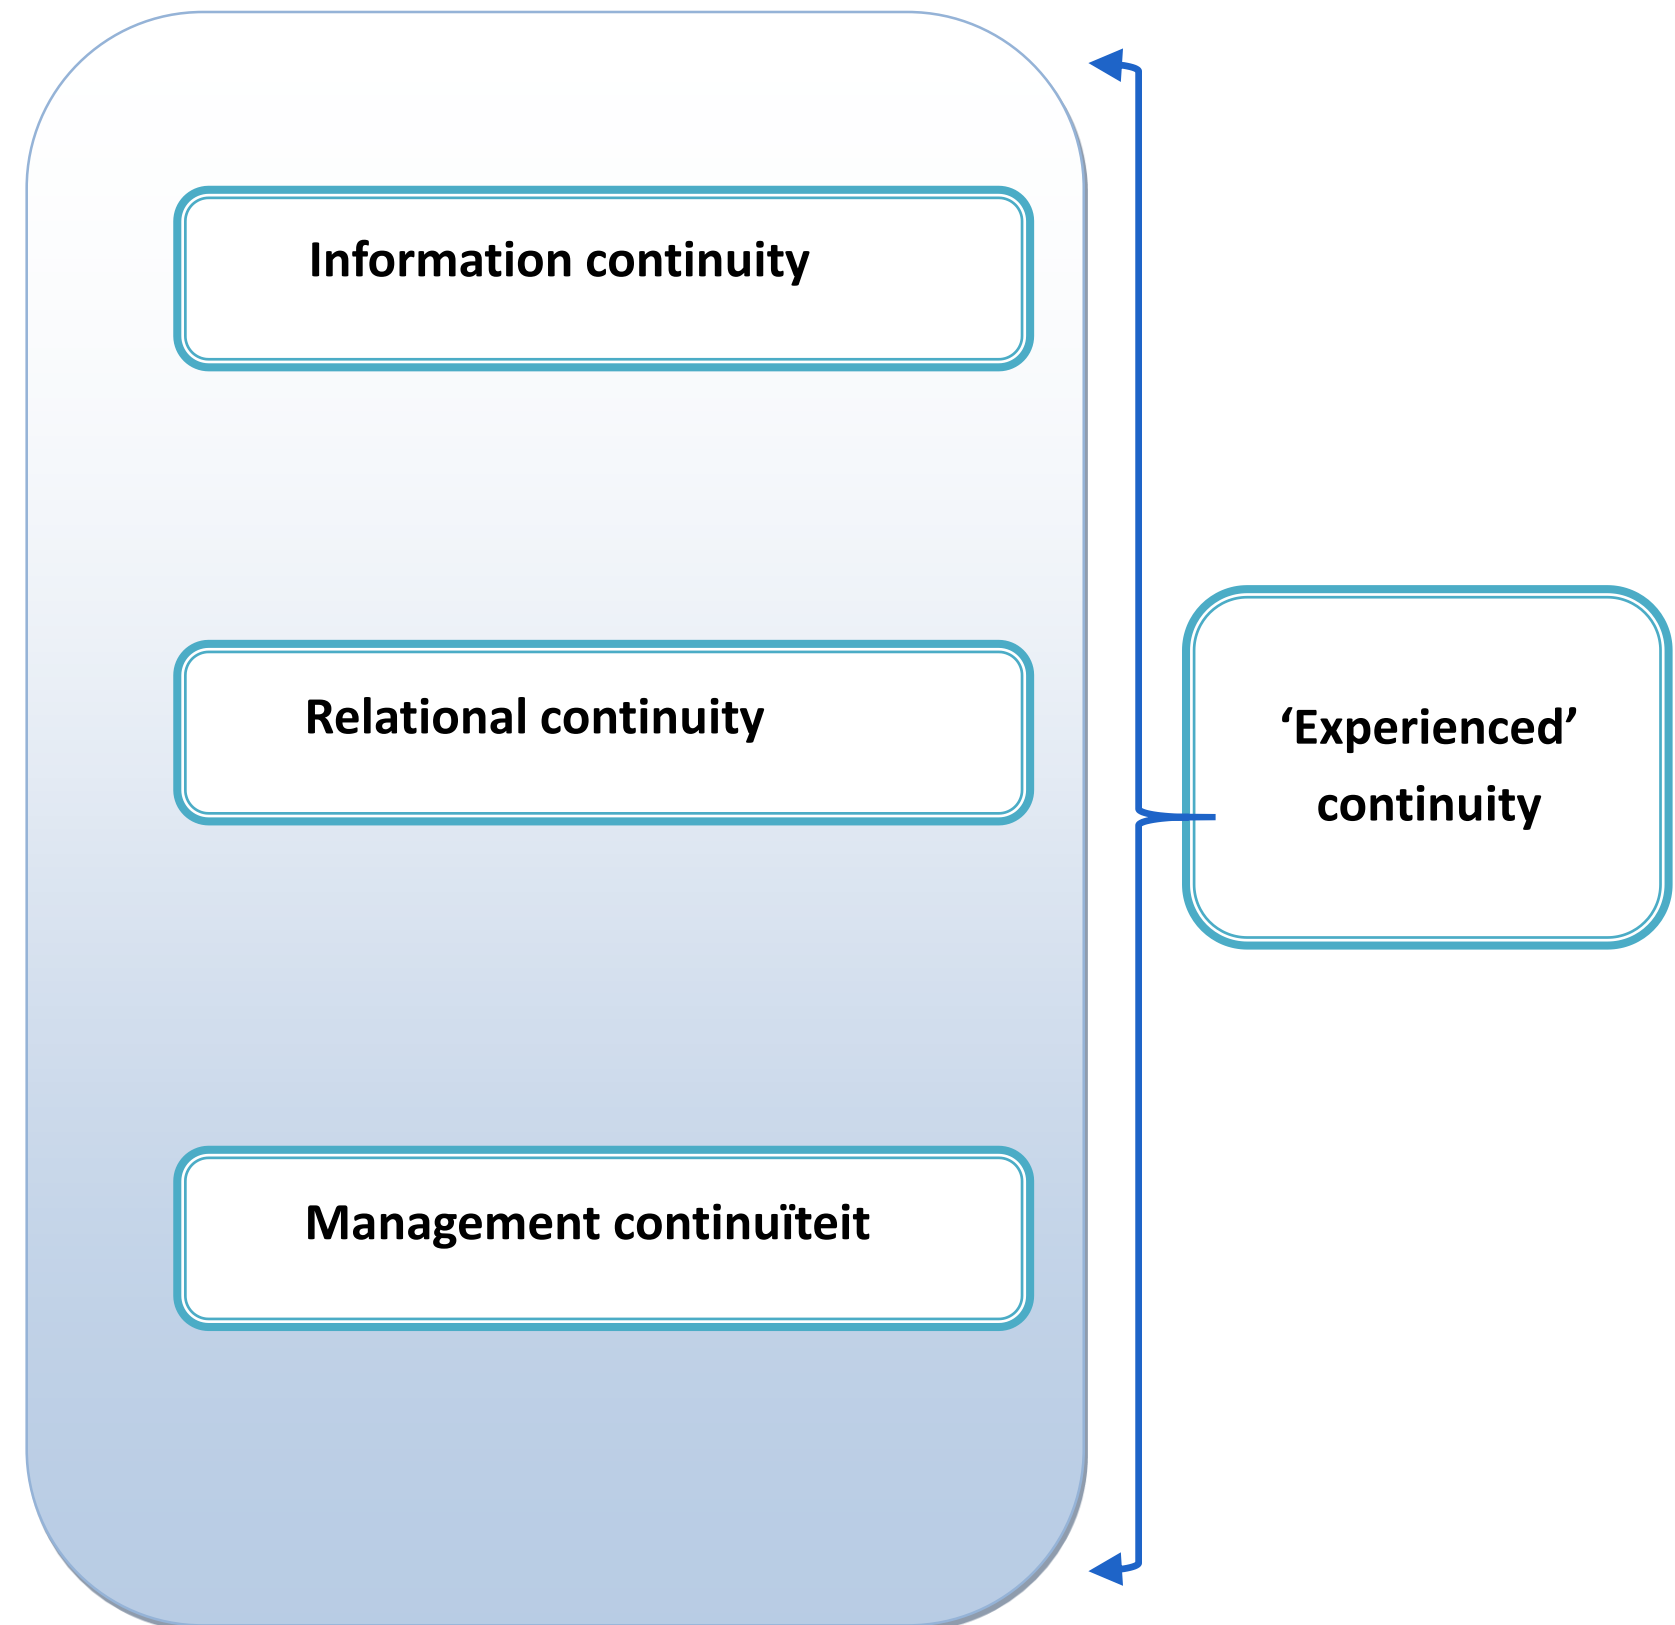 Information continuity
Relational continuity
‘Experienced’
continuity
Management continuïteit